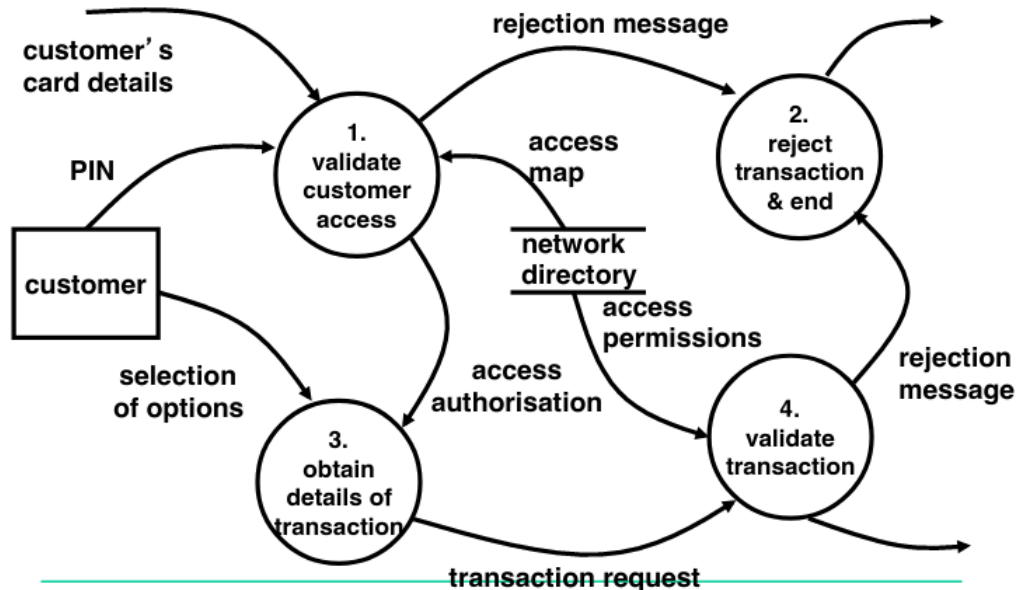 rejection message
customer's
card details
1.
validate
customer
access
2.
reject
transaction
& end
access
map
PIN
network
directory
customer
access
permissions
selection
of options
access
authorisation
rejection
message
3.
obtain
details of
transaction
4.
validate
transaction
transaction request